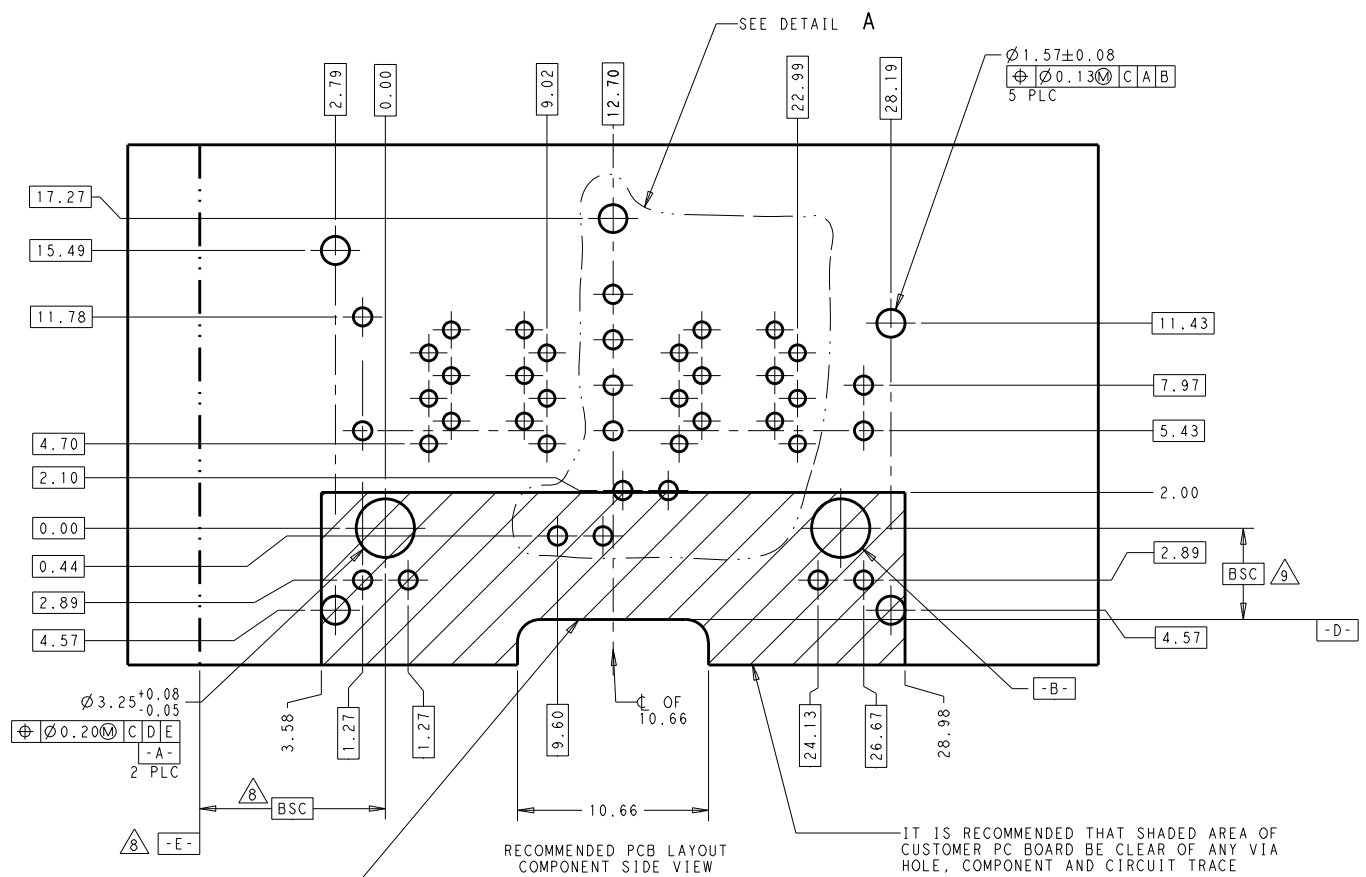 SEE DETAIL A
Ø1.57±0.08
⌖ Ø0.13Ⓜ C A B
5 PLC
2.79
0.00
9.02
12.70
22.99
28.19
17.27
15.49
11.78
4.70
2.10
0.00
0.44
2.89
4.57
11.43
7.97
5.43
2.00
2.89
BSC 9
4.57
-D-
-B-
Ø3.25 +0.08 -0.05
⌖ Ø0.20Ⓜ C D E
-A-
2 PLC
3.58
1.27
1.27
9.60
℄ OF
10.66
24.13
26.67
28.98
8 BSC
8 -E-
10.66
RECOMMENDED PCB LAYOUT
COMPONENT SIDE VIEW
IT IS RECOMMENDED THAT SHADED AREA OF
CUSTOMER PC BOARD BE CLEAR OF ANY VIA
HOLE, COMPONENT AND CIRCUIT TRACE